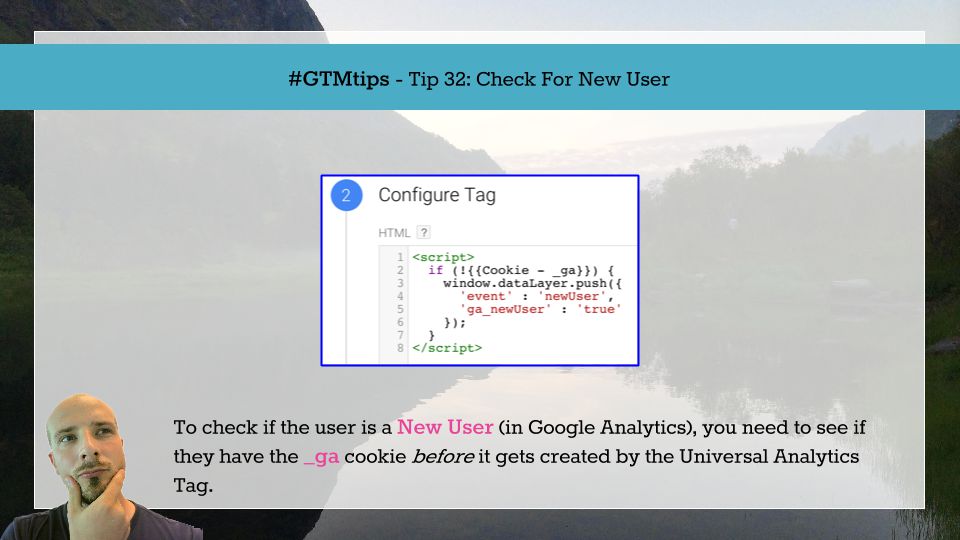 #GTMtips - Tip 32: Check For New User
2 Configure Tag
HTML ?
1 <script>
2 if (!{{Cookie - _ga}}) {
3 window.dataLayer.push({
4 'event' : 'newUser',
5 'ga_newUser' : 'true'
6 });
7 }
8 </script>
To check if the user is a New User (in Google Analytics), you need to see if
they have the _ga cookie before it gets created by the Universal Analytics
Tag.